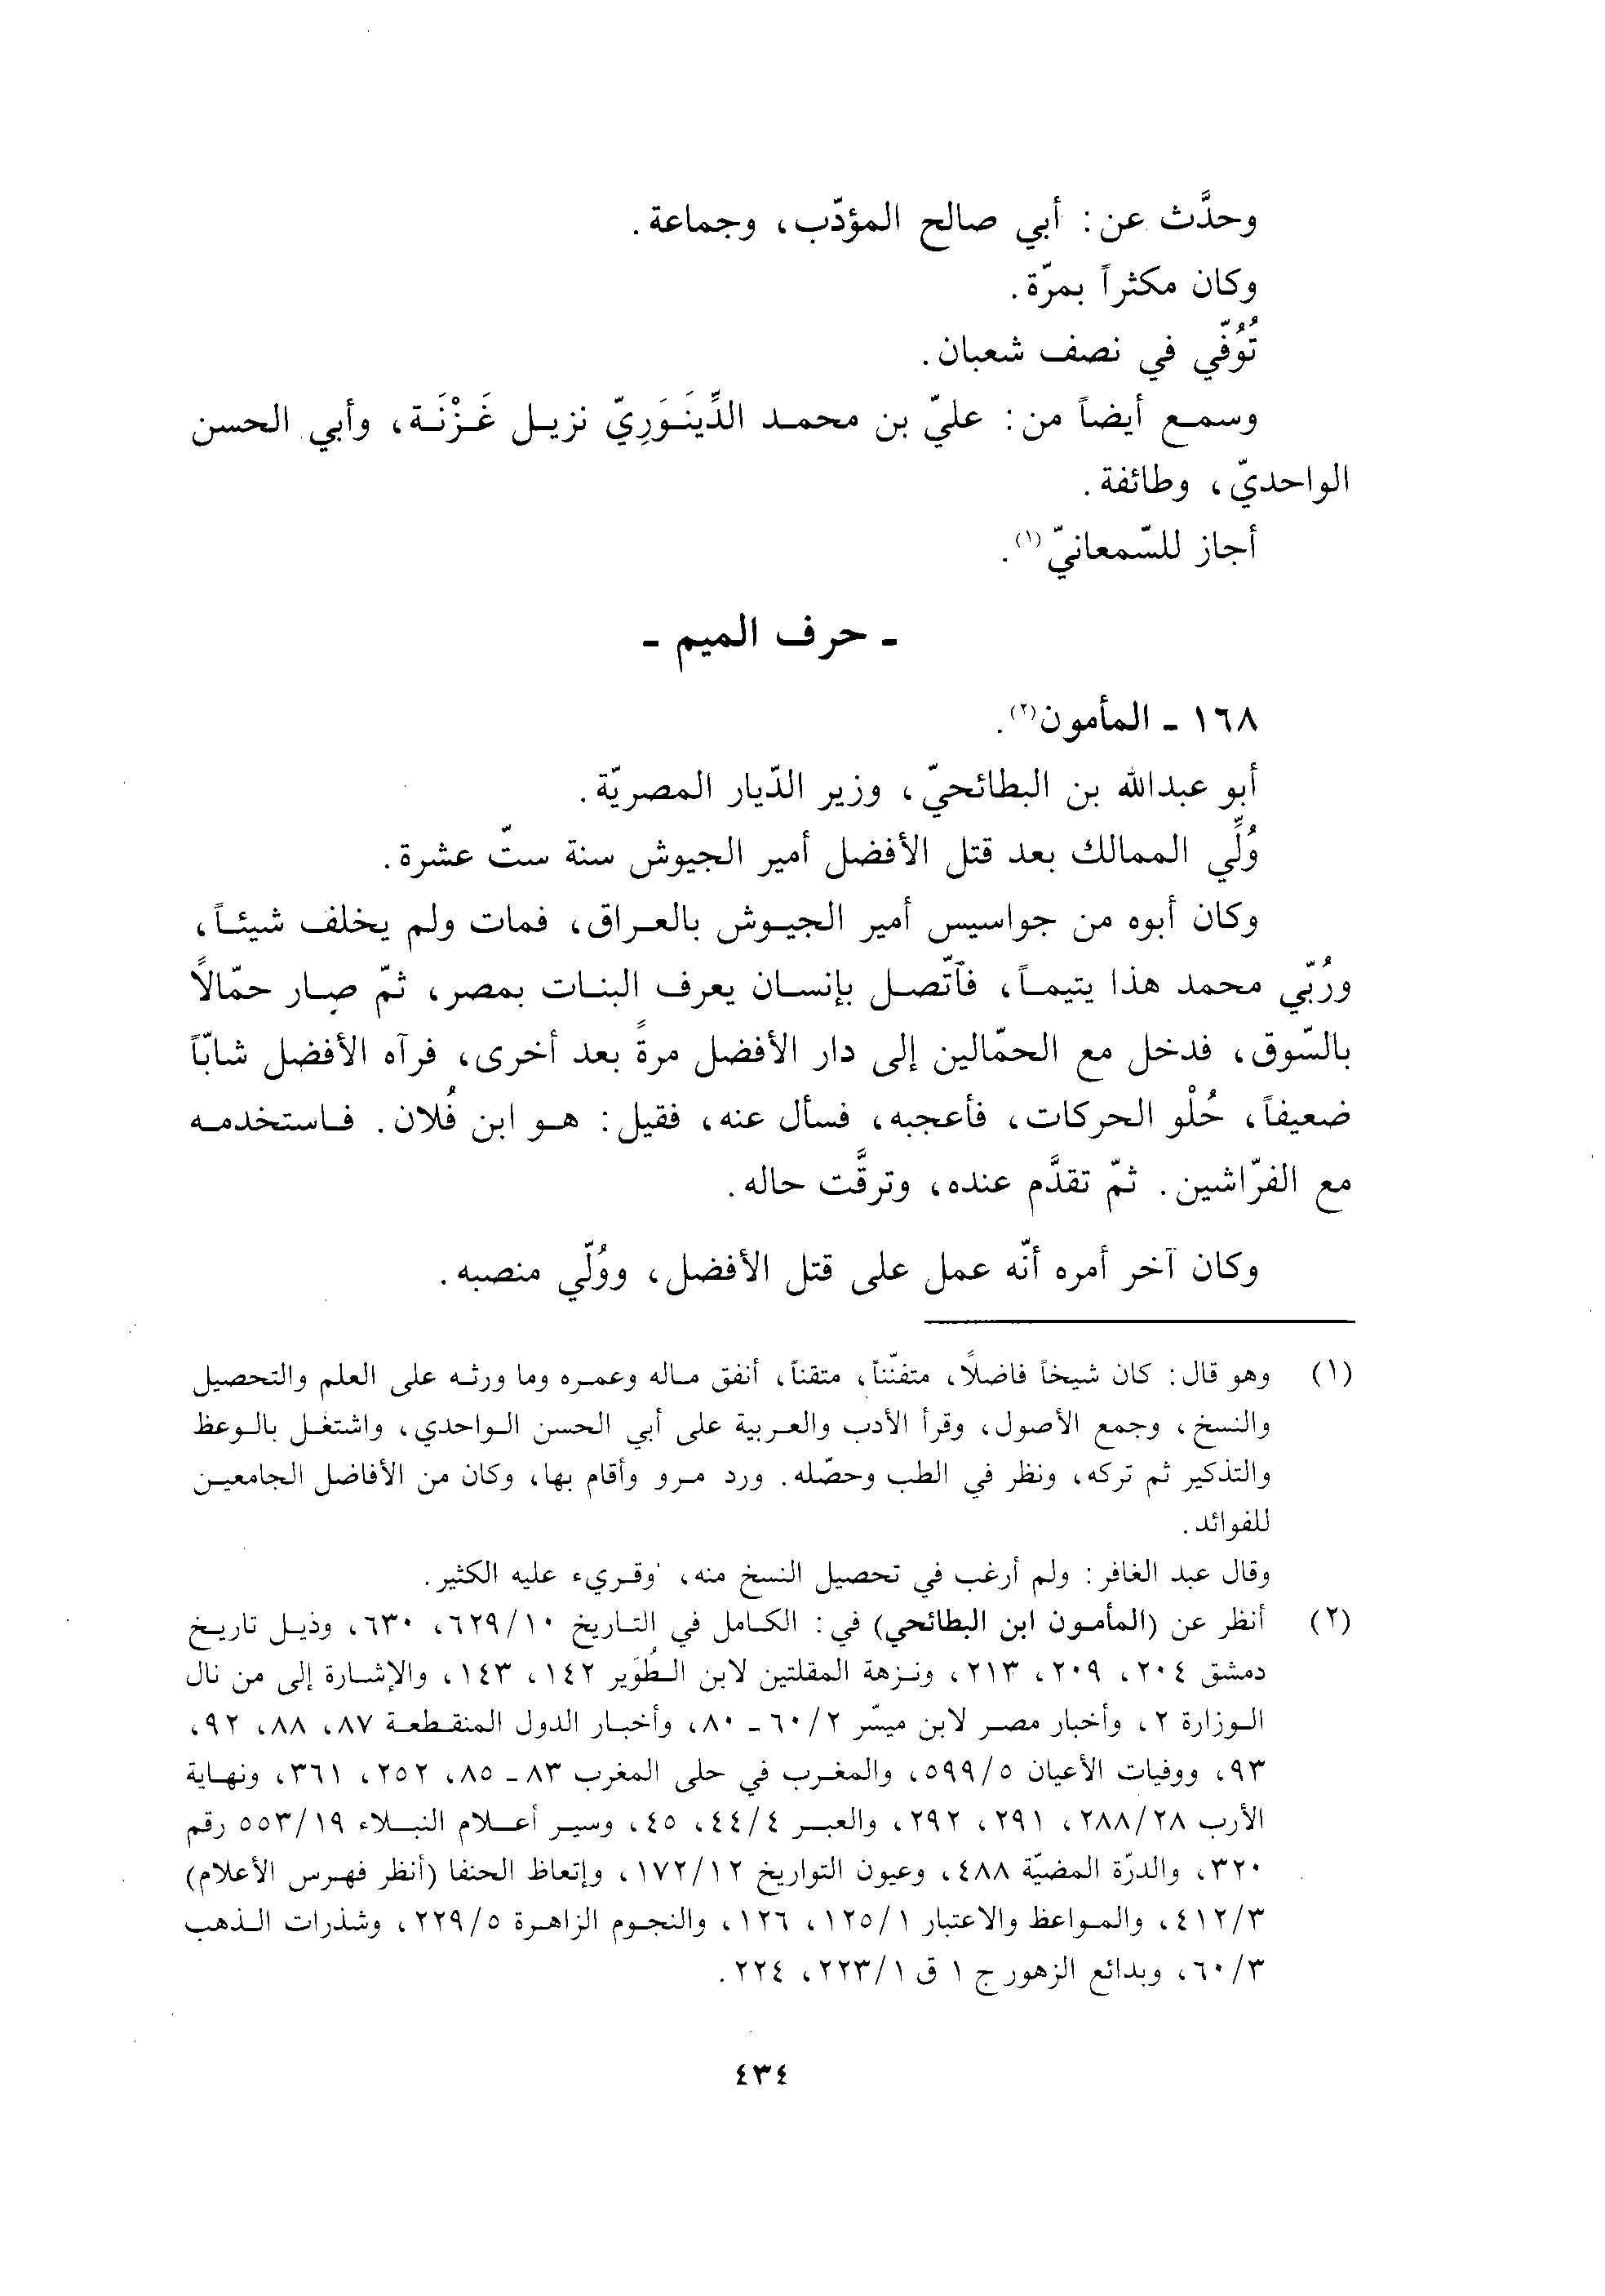 وحدَّث عن: أبي صالح المؤدّب، وجماعة.
وكان مكثراً بمرّة.
تُوُفّي في نصف شعبان.
وسمع أيضاً من: عليّ بن محمد الدِّينَوَرِيّ نزيل غَزْنَة، وأبي الحسن
الواحديّ، وطائفة.
أجاز للسّمعانيّ(١).
ـ حرف الميم ـ
١٦٨ ـ المأمون(٢).
أبو عبدالله بن البطائحيّ، وزير الدّيار المصريّة.
وُلِّي الممالك بعد قتل الأفضل أمير الجيوش سنة ستّ عشرة.
وكان أبوه من جواسيس أمير الجيوش بالعراق، فمات ولم يخلف شيئاً،
ورُبّي محمد هذا يتيماً، فاتّصل بإنسان يعرف البنات بمصر، ثمّ صار حمّالاً
بالسّوق، فدخل مع الحمّالين إلى دار الأفضل مرةً بعد أخرى، فرآه الأفضل شابّاً
ضعيفاً، حُلْو الحركات، فأعجبه، فسأل عنه، فقيل: هو ابن فُلان. فاستخدمه
مع الفرّاشين. ثمّ تقدَّم عنده، وترقَّت حاله.
وكان آخر أمره أنّه عمل على قتل الأفضل، ووُلّي منصبه.
(١) وهو قال: كان شيخاً فاضلاً، متفنّناً، متقناً، أنفق ماله وعمره وما ورثه على العلم والتحصيل
والنسخ، وجمع الأصول، وقرأ الأدب والعربية على أبي الحسن الواحدي، واشتغل بالوعظ
والتذكير ثم تركه، ونظر في الطب وحصّله. ورد مرو وأقام بها، وكان من الأفاضل الجامعين
للفوائد.
وقال عبد الغافر: ولم أرغب في تحصيل النسخ منه، وقريء عليه الكثير.
(٢) أنظر عن (المأمون ابن البطائحي) في: الكامل في التاريخ ٦٢٩/١٠، ٦٣٠، وذيل تاريخ
دمشق ٢٠٤، ٢٠٩، ٢١٣، ونزهة المقلتين لابن الطُوَير ١٤٢، ١٤٣، والإشارة إلى من نال
الوزارة ٢، وأخبار مصر لابن ميسّر ٦٠/٢ ـ ٨٠، وأخبار الدول المنقطعة ٨٧، ٨٨، ٩٢،
٩٣، ووفيات الأعيان ٥٩٩/٥، والمغرب في حلى المغرب ٨٣ ـ ٨٥، ٢٥٢، ٣٦١، ونهاية
الأرب ٢٨٨/٢٨، ٢٩١، ٢٩٢، والعبر ٤٤/٤، ٤٥، وسير أعلام النبلاء ٥٥٣/١٩ رقم
٣٢٠، والدرّة المضيّة ٤٨٨، وعيون التواريخ ١٧٢/١٢، وإتعاظ الحنفا (أنظر فهرس الأعلام)
٤١٢/٣، والمواعظ والاعتبار ١٢٥/١، ١٢٦، والنجوم الزاهرة ٢٢٩/٥، وشذرات الذهب
٦٠/٣، وبدائع الزهور ج ١ ق ٢٢٣/١، ٢٢٤.
٤٣٤